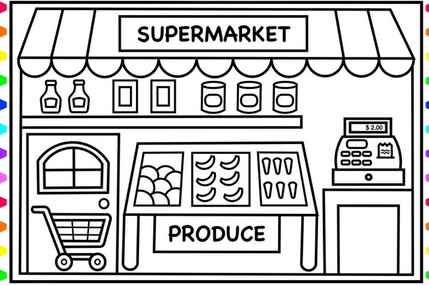 SUPERMARKET
$ 2.00
PRODUCE